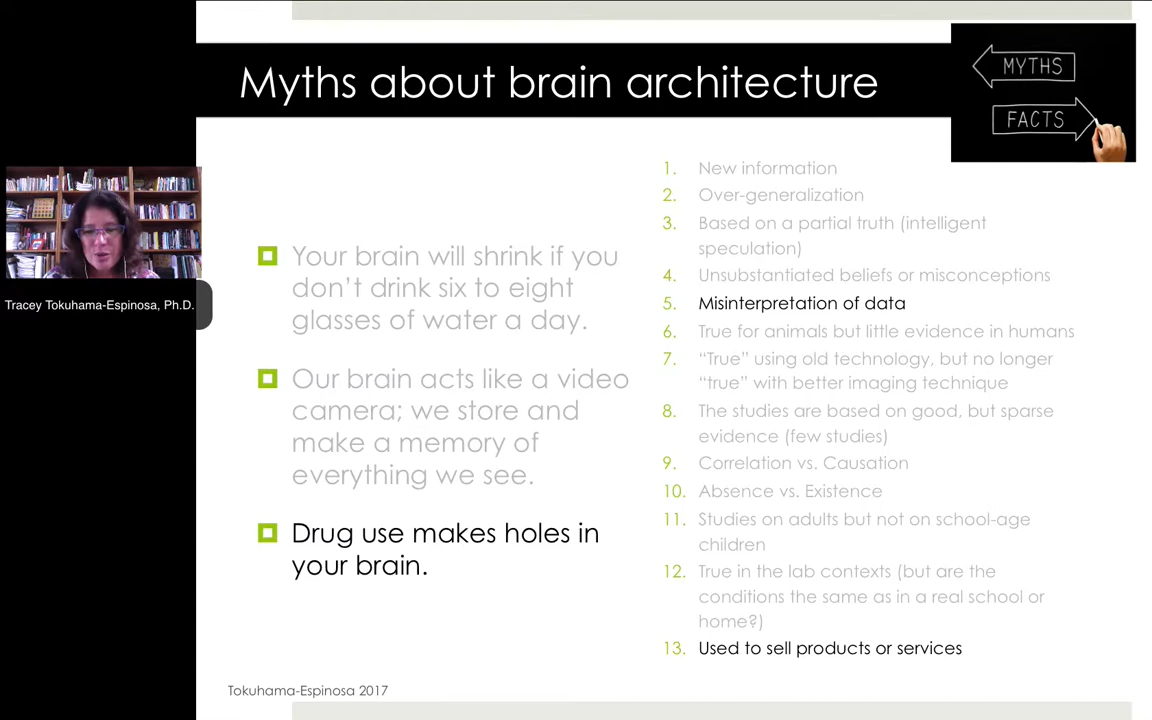 Myths about brain architecture
MYTHS
FACTS
Tracey Tokuhama-Espinosa, Ph.D.
Your brain will shrink if you
don’t drink six to eight
glasses of water a day.
Our brain acts like a video
camera; we store and
make a memory of
everything we see.
Drug use makes holes in
your brain.
1. New information
2. Over-generalization
3. Based on a partial truth (intelligent
speculation)
4. Unsubstantiated beliefs or misconceptions
5. Misinterpretation of data
6. True for animals but little evidence in humans
7. “True” using old technology, but no longer
“true” with better imaging technique
8. The studies are based on good, but sparse
evidence (few studies)
9. Correlation vs. Causation
10. Absence vs. Existence
11. Studies on adults but not on school-age
children
12. True in the lab contexts (but are the
conditions the same as in a real school or
home?)
13. Used to sell products or services
Tokuhama-Espinosa 2017